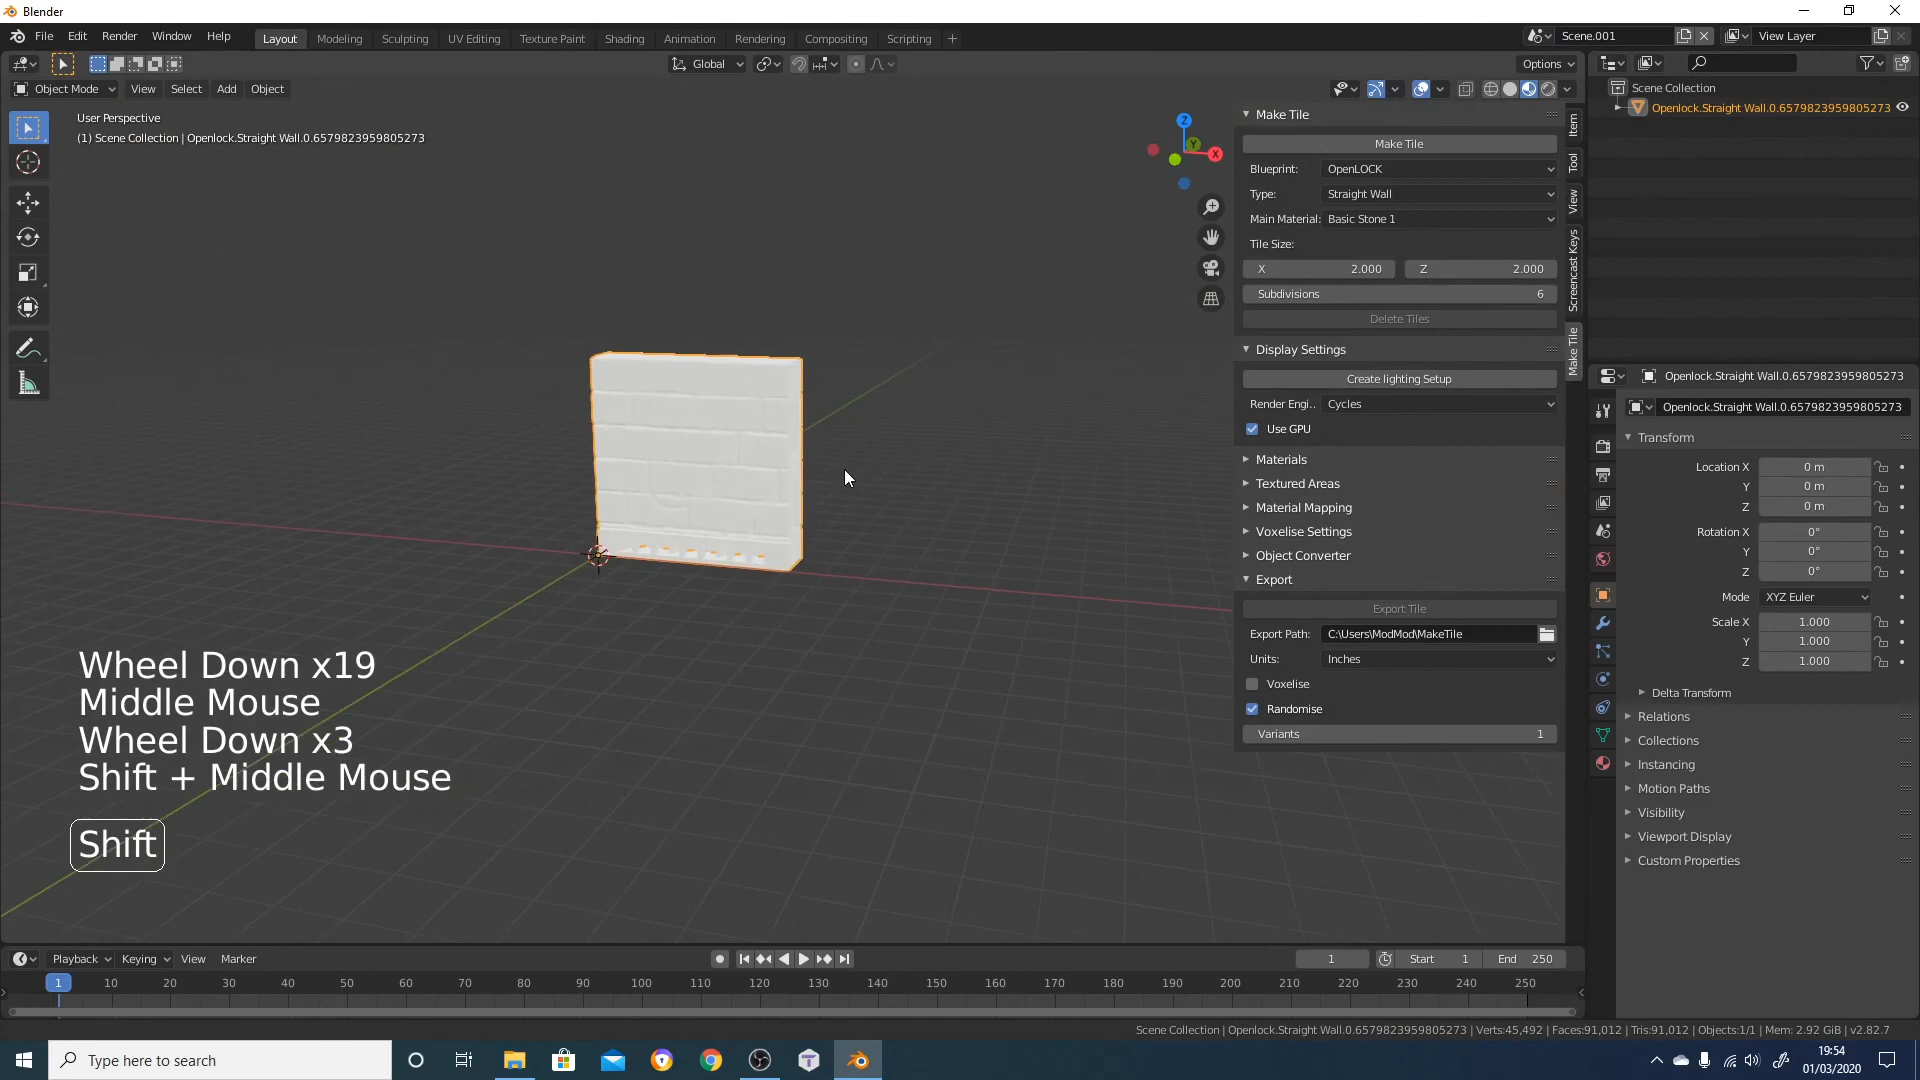 Blender
File Edit Render Window Help
Layout Modeling Sculpting UV Editing Texture Paint Shading Animation Rendering Compositing Scripting +
Scene.001
View Layer
Global
Options
Object Mode View Select Add Object
User Perspective
(1) Scene Collection | Openlock.Straight Wall.0.6579823959805273
Z
Y
X
Make Tile
Make Tile
Blueprint: OpenLOCK
Type: Straight Wall
Main Material: Basic Stone 1
Tile Size:
X 2.000 Z 2.000
Subdivisions 6
Delete Tiles
Display Settings
Create lighting Setup
Render Engi.. Cycles
Use GPU
Materials
Textured Areas
Material Mapping
Voxelise Settings
Object Converter
Export
Export Tile
Export Path: C:\Users\ModMod\MakeTile
Units: Inches
Voxelise
Randomise
Variants 1
Item
Tool
View
Screencast Keys
Make Tile
Scene Collection
Openlock.Straight Wall.0.6579823959805273
Openlock.Straight Wall.0.6579823959805273
Openlock.Straight Wall.0.6579823959805273
Transform
Location X 0 m
Y 0 m
Z 0 m
Rotation X 0°
Y 0°
Z 0°
Mode XYZ Euler
Scale X 1.000
Y 1.000
Z 1.000
Delta Transform
Relations
Collections
Instancing
Motion Paths
Visibility
Viewport Display
Custom Properties
Wheel Down x19
Middle Mouse
Wheel Down x3
Shift + Middle Mouse
Shift
Playback Keying View Marker
1 Start 1 End 250
1 10 20 30 40 50 60 70 80 90 100 110 120 130 140 150 160 170 180 190 200 210 220 230 240 250
Scene Collection | Openlock.Straight Wall.0.6579823959805273 | Verts:45,492 | Faces:91,012 | Tris:91,012 | Objects:1/1 | Mem: 2.92 GiB | v2.82.7
Type here to search
19:54
01/03/2020